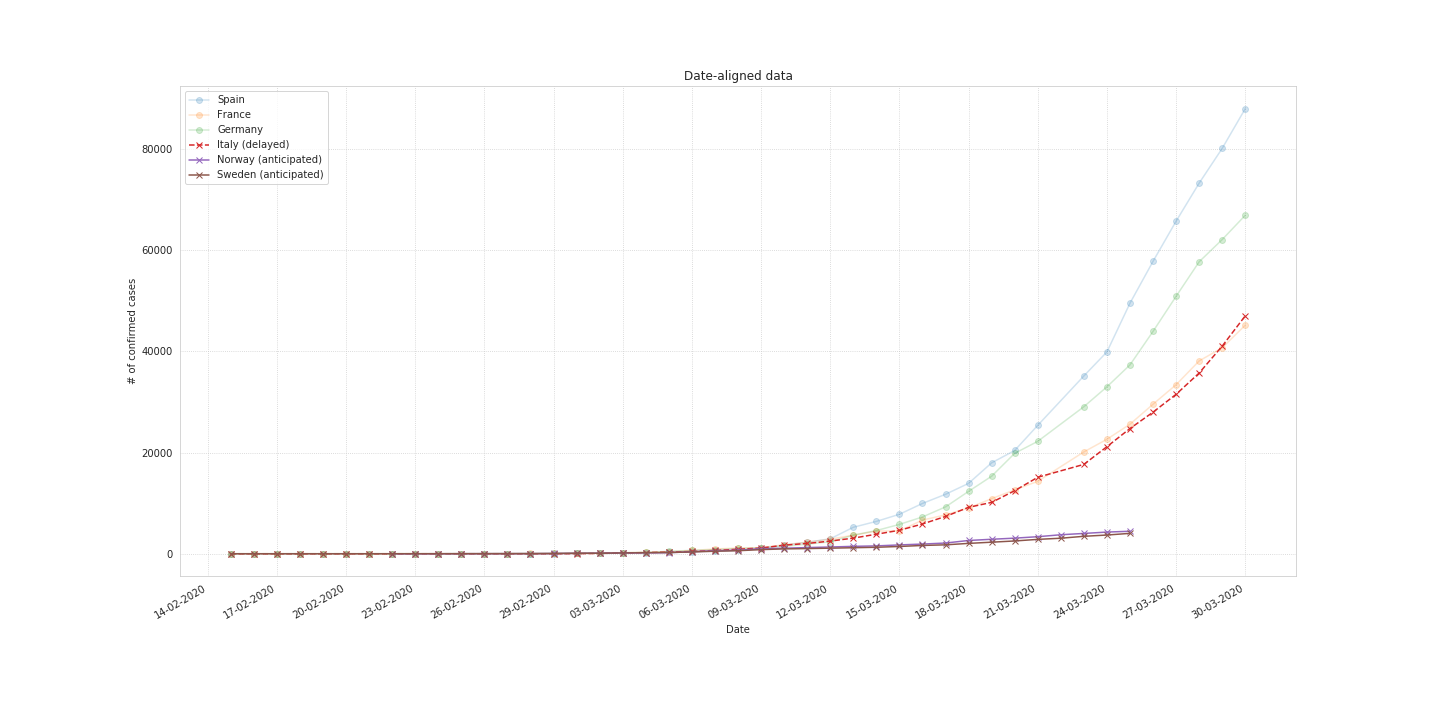 Date-aligned data
Spain
France
Germany
Italy (delayed)
Norway (anticipated)
Sweden (anticipated)
80000
60000
40000
20000
0
# of confirmed cases
14-02-2020
17-02-2020
20-02-2020
23-02-2020
26-02-2020
29-02-2020
03-03-2020
06-03-2020
09-03-2020
12-03-2020
15-03-2020
18-03-2020
21-03-2020
24-03-2020
27-03-2020
30-03-2020
Date